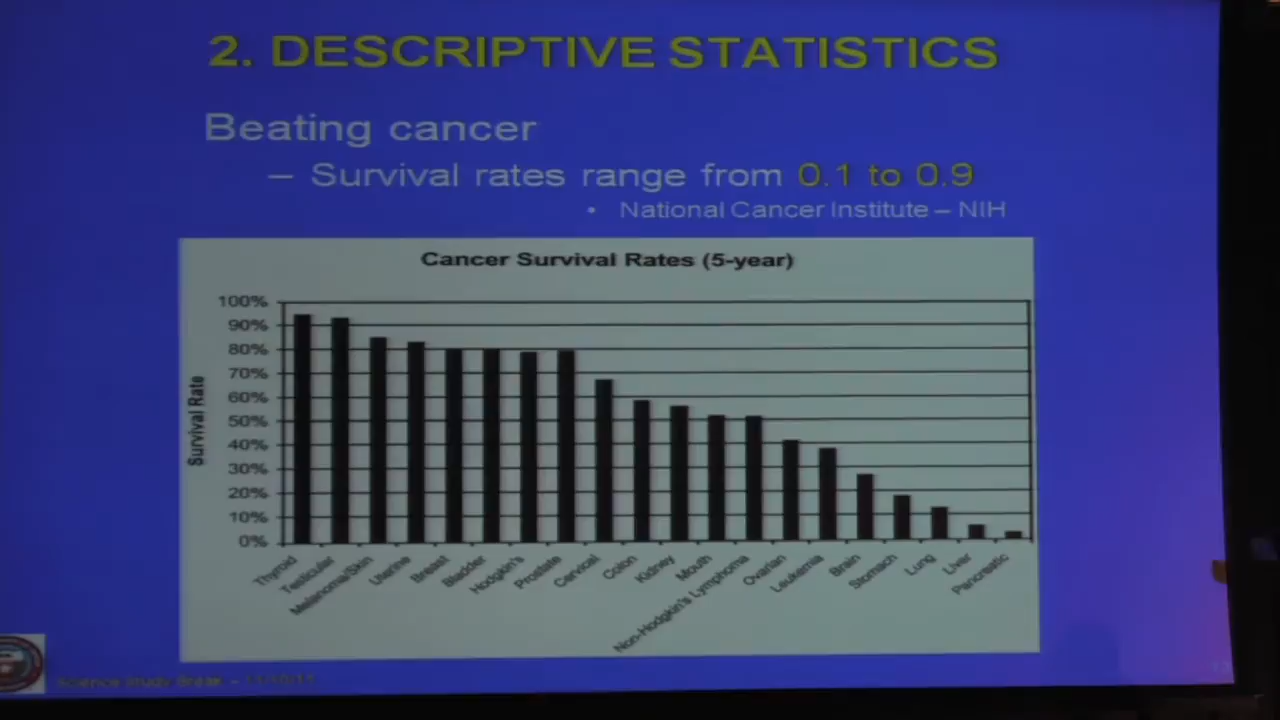 2. DESCRIPTIVE STATISTICS
Beating cancer
– Survival rates range from 0.1 to 0.9
• National Cancer Institute – NIH
Cancer Survival Rates (5-year)
Survival Rate
100%
90%
80%
70%
60%
50%
40%
30%
20%
10%
0%
Thyroid
Testicular
Melanoma/Skin
Uterine
Breast
Bladder
Hodgkin's
Prostate
Cervical
Colon
Kidney
Mouth
Non-Hodgkin's Lymphoma
Ovarian
Leukemia
Brain
Stomach
Lung
Liver
Pancreatic
Science Study Break –